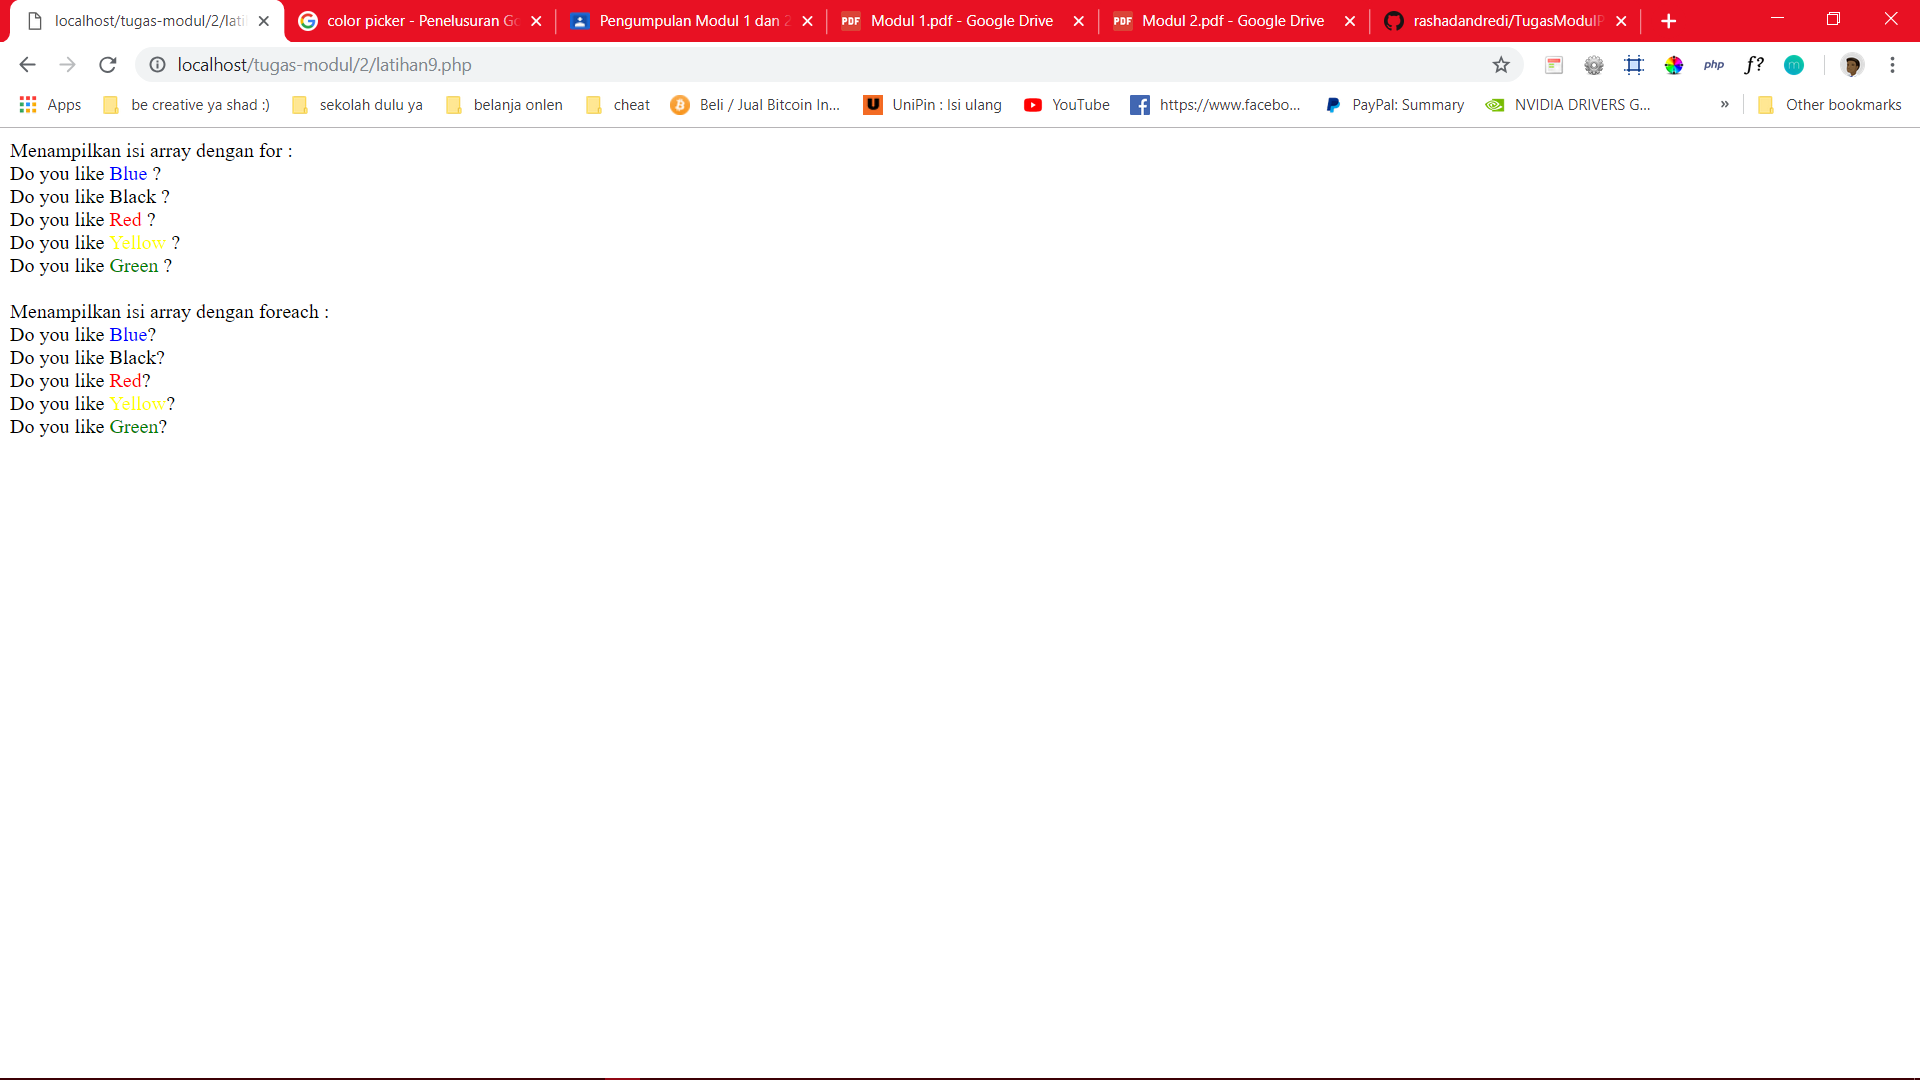 localhost/tugas-modul/2/lati
color picker - Penelusuran Go
Pengumpulan Modul 1 dan 2
PDF Modul 1.pdf - Google Drive
PDF Modul 2.pdf - Google Drive
rashadandredi/TugasModulP
localhost/tugas-modul/2/latihan9.php
php f? m
Apps be creative ya shad :) sekolah dulu ya belanja onlen cheat Beli / Jual Bitcoin In... UniPin : Isi ulang YouTube https://www.facebo... PayPal: Summary NVIDIA DRIVERS G... » Other bookmarks
Menampilkan isi array dengan for :
Do you like Blue ?
Do you like Black ?
Do you like Red ?
Do you like Yellow ?
Do you like Green ?
Menampilkan isi array dengan foreach :
Do you like Blue?
Do you like Black?
Do you like Red?
Do you like Yellow?
Do you like Green?